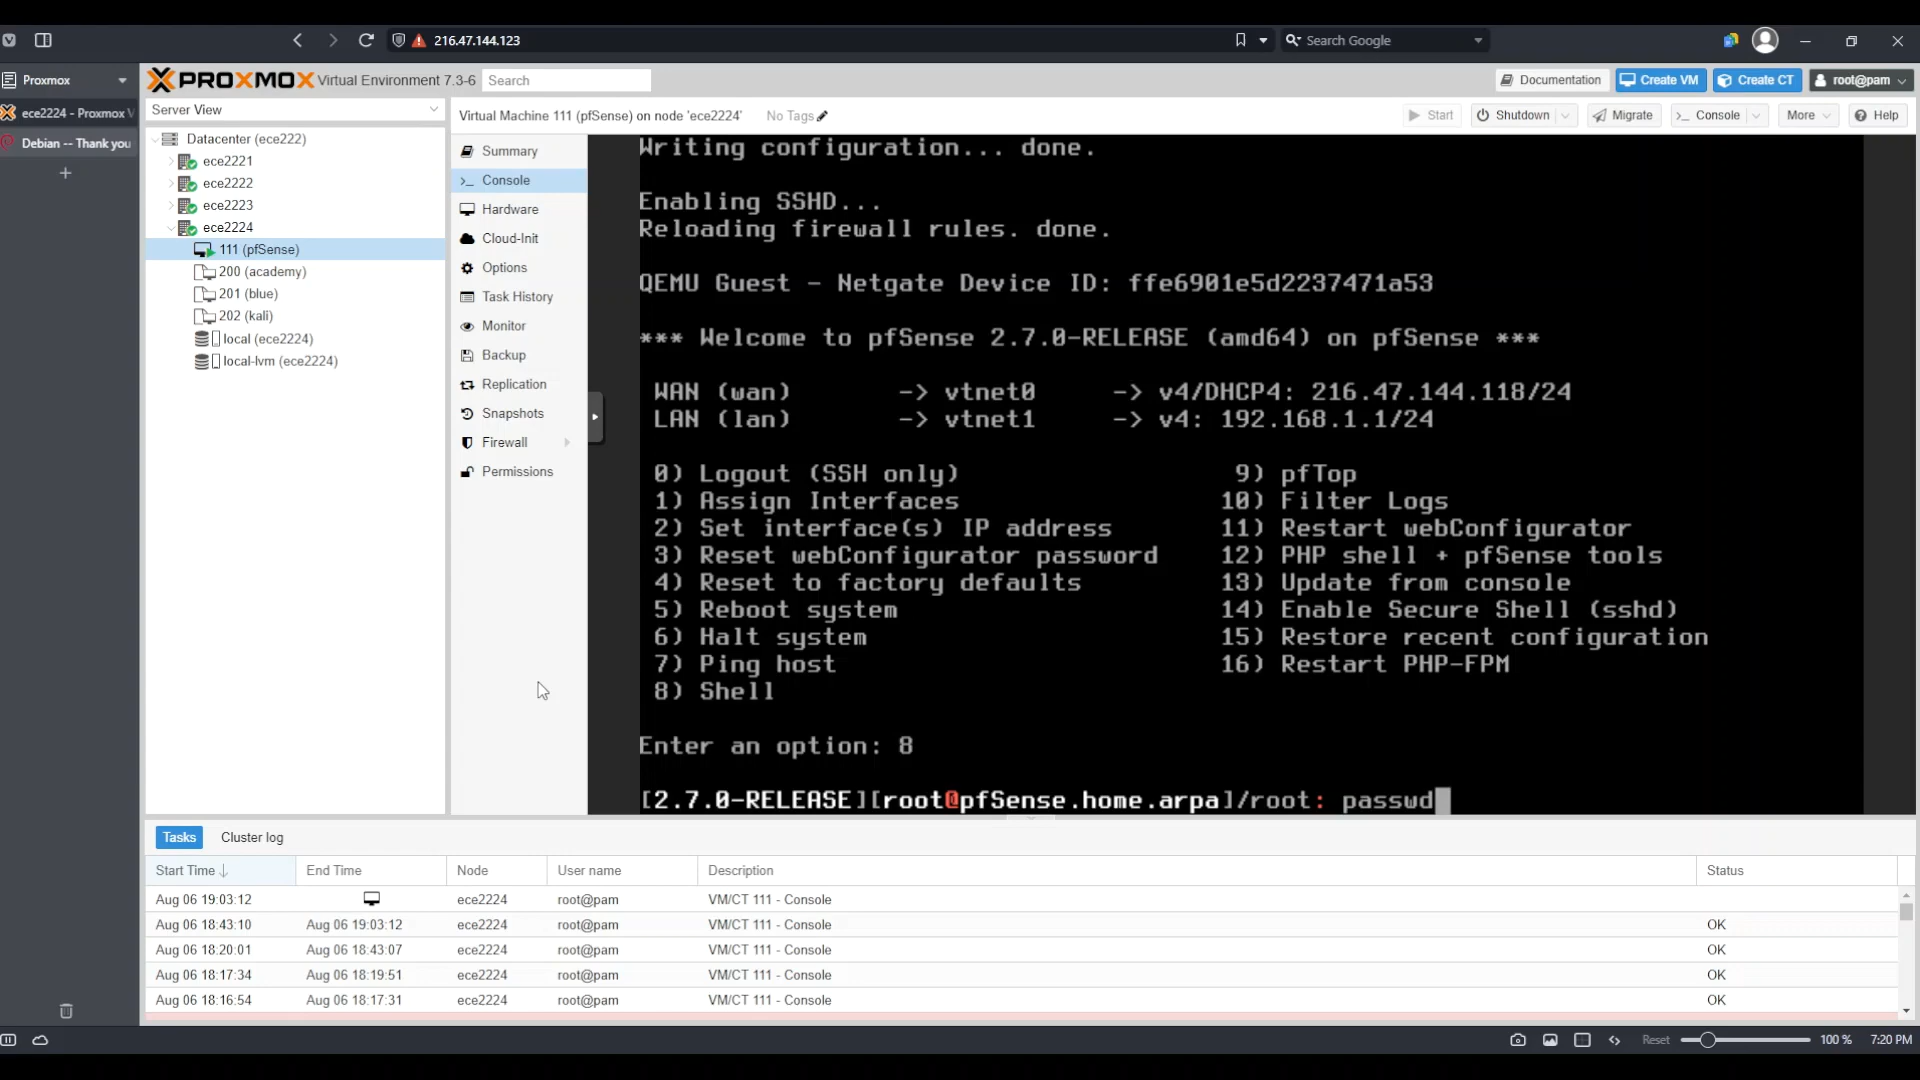 216.47.144.123
Search Google
Proxmox
PROXMOX Virtual Environment 7.3-6
Search
Documentation
Create VM
Create CT
root@pam
ece2224 - Proxmox V
Debian -- Thank you
Server View
Datacenter (ece222)
ece2221
ece2222
ece2223
ece2224
111 (pfSense)
200 (academy)
201 (blue)
202 (kali)
local (ece2224)
local-lvm (ece2224)
Virtual Machine 111 (pfSense) on node 'ece2224'
No Tags
Start
Shutdown
Migrate
Console
More
Help
Summary
Console
Hardware
Cloud-Init
Options
Task History
Monitor
Backup
Replication
Snapshots
Firewall
Permissions
Writing configuration... done.
Enabling SSHD...
Reloading firewall rules. done.
QEMU Guest - Netgate Device ID: ffe6901e5d2237471a53
*** Welcome to pfSense 2.7.0-RELEASE (amd64) on pfSense ***
WAN (wan) -> vtnet0 -> v4/DHCP4: 216.47.144.118/24
LAN (lan) -> vtnet1 -> v4: 192.168.1.1/24
0) Logout (SSH only) 9) pfTop
1) Assign Interfaces 10) Filter Logs
2) Set interface(s) IP address 11) Restart webConfigurator
3) Reset webConfigurator password 12) PHP shell + pfSense tools
4) Reset to factory defaults 13) Update from console
5) Reboot system 14) Enable Secure Shell (sshd)
6) Halt system 15) Restore recent configuration
7) Ping host 16) Restart PHP-FPM
8) Shell
Enter an option: 8
[2.7.0-RELEASE][root@pfSense.home.arpa]/root: passwd
Tasks
Cluster log
Start Time End Time Node User name Description Status
Aug 06 19:03:12 ece2224 root@pam VM/CT 111 - Console
Aug 06 18:43:10 Aug 06 19:03:12 ece2224 root@pam VM/CT 111 - Console OK
Aug 06 18:20:01 Aug 06 18:43:07 ece2224 root@pam VM/CT 111 - Console OK
Aug 06 18:17:34 Aug 06 18:19:51 ece2224 root@pam VM/CT 111 - Console OK
Aug 06 18:16:54 Aug 06 18:17:31 ece2224 root@pam VM/CT 111 - Console OK
Reset
100 %
7:20 PM